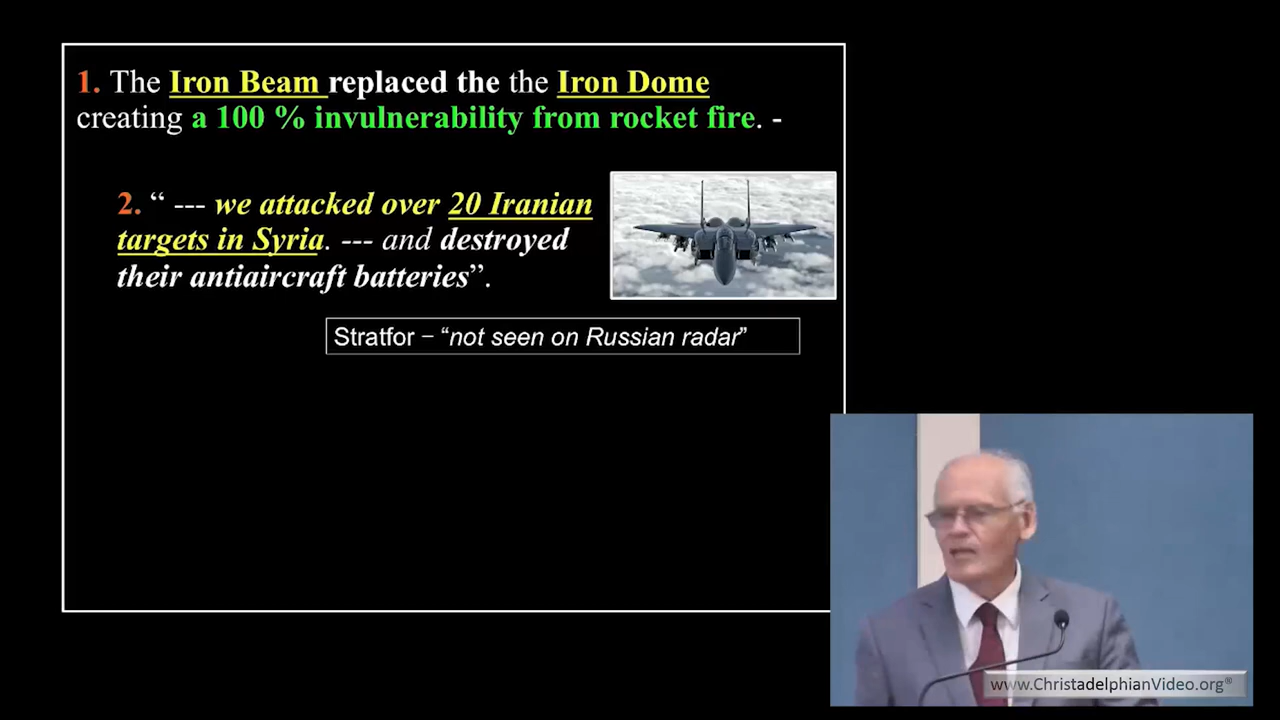 1. The Iron Beam replaced the the Iron Dome
creating a 100 % invulnerability from rocket fire. -
2. “ --- we attacked over 20 Iranian
targets in Syria. --- and destroyed
their antiaircraft batteries”.
Stratfor – “not seen on Russian radar”
www.ChristadelphianVideo.org®